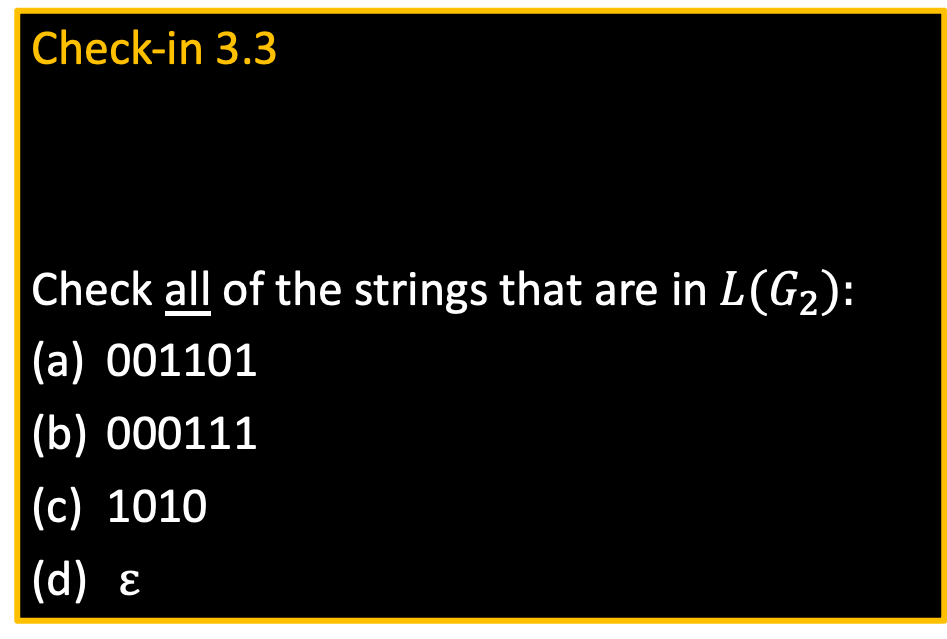 Check-in 3.3
Check all of the strings that are in L(G₂):
(a) 001101
(b) 000111
(c) 1010
(d) ε